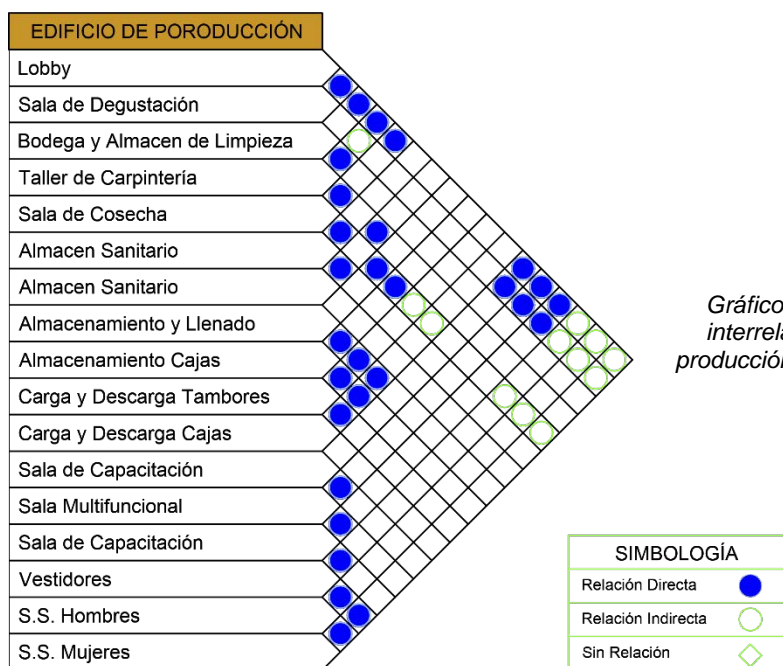 EDIFICIO DE PORODUCCIÓN
Lobby
Sala de Degustación
Bodega y Almacen de Limpieza
Taller de Carpintería
Sala de Cosecha
Almacen Sanitario
Almacen Sanitario
Almacenamiento y Llenado
Almacenamiento Cajas
Carga y Descarga Tambores
Carga y Descarga Cajas
Sala de Capacitación
Sala Multifuncional
Sala de Capacitación
Vestidores
S.S. Hombres
S.S. Mujeres
Gráfico
interrela
producción
SIMBOLOGÍA
Relación Directa
Relación Indirecta
Sin Relación